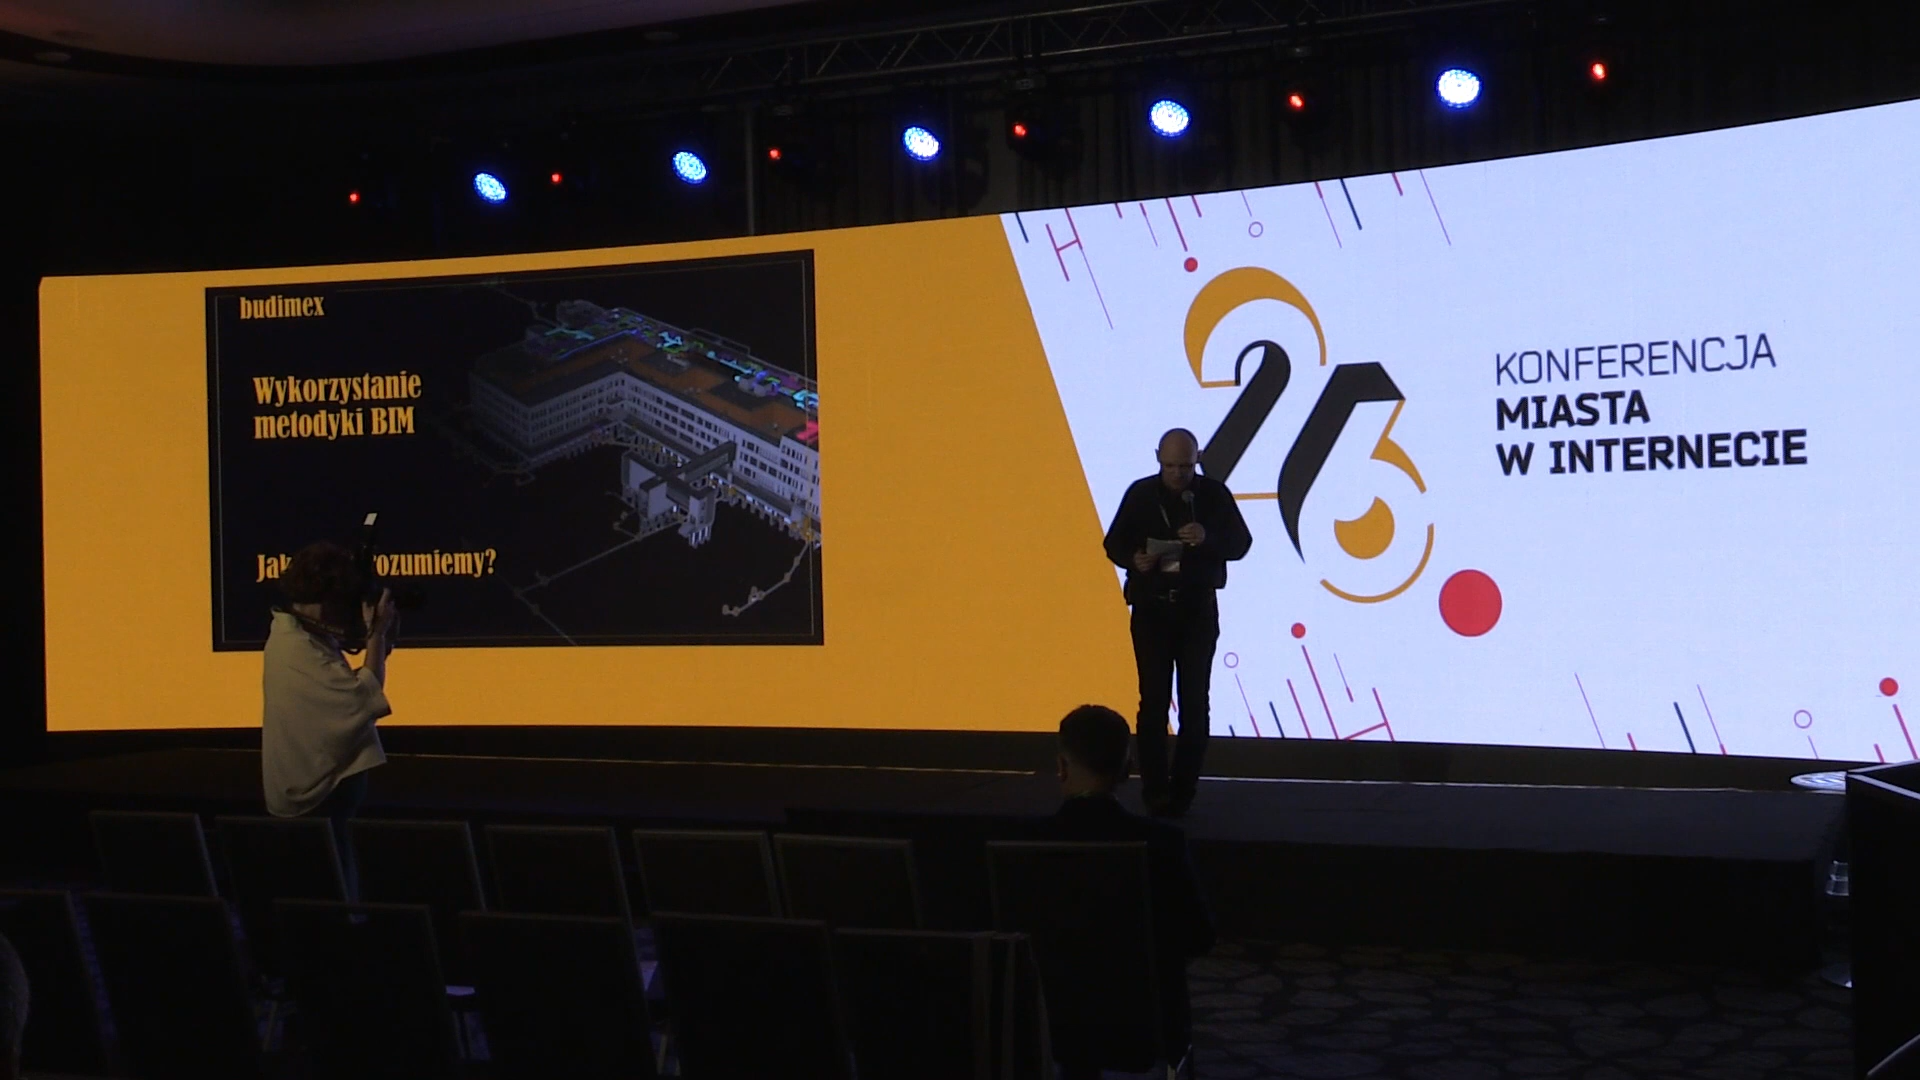 budimex
Wykorzystanie
metodyki BIM
rozumiemy?
26
KONFERENCJA
MIASTA
W INTERNECIE